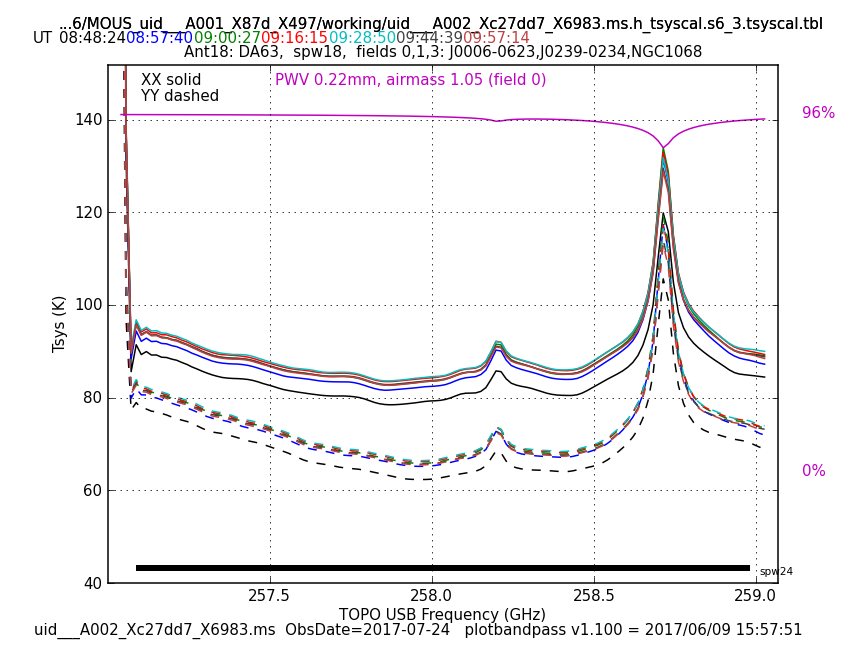 ...6/MOUS_uid___A001_X87d_X497/working/uid___A002_Xc27dd7_X6983.ms.h_tsyscal.s6_3.tsyscal.tbl
UT 08:48:24 08:57:40 09:00:27 09:16:15 09:28:50 09:44:39 09:57:14
Ant18: DA63,  spw18,  fields 0,1,3: J0006-0623,J0239-0234,NGC1068
XX solid
YY dashed
PWV 0.22mm, airmass 1.05 (field 0)
96%
0%
140
120
100
80
60
40
Tsys (K)
spw24
257.5
258.0
258.5
259.0
TOPO USB Frequency (GHz)
uid___A002_Xc27dd7_X6983.ms  ObsDate=2017-07-24   plotbandpass v1.100 = 2017/06/09 15:57:51